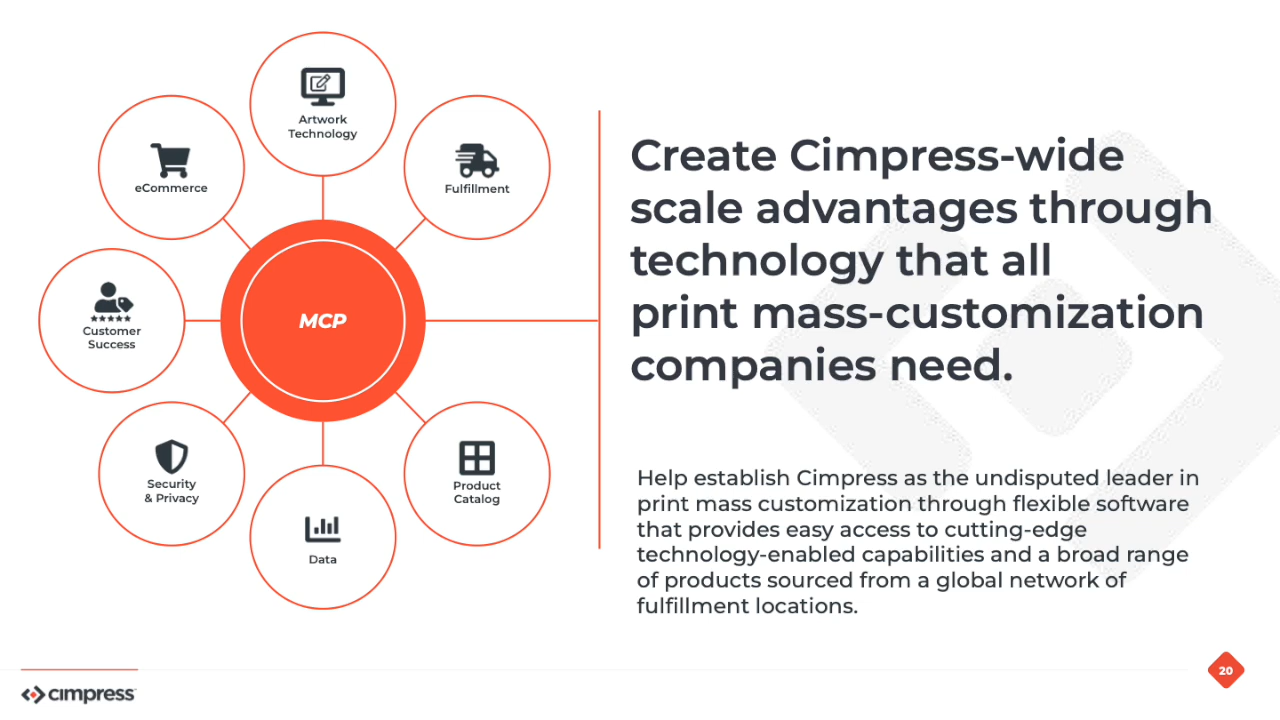 Artwork
Technology
eCommerce
Fulfillment
MCP
Customer
Success
Security
& Privacy
Product
Catalog
Data
Create Cimpress-wide
scale advantages through
technology that all
print mass-customization
companies need.
Help establish Cimpress as the undisputed leader in
print mass customization through flexible software
that provides easy access to cutting-edge
technology-enabled capabilities and a broad range
of products sourced from a global network of
fulfillment locations.
cimpress
20